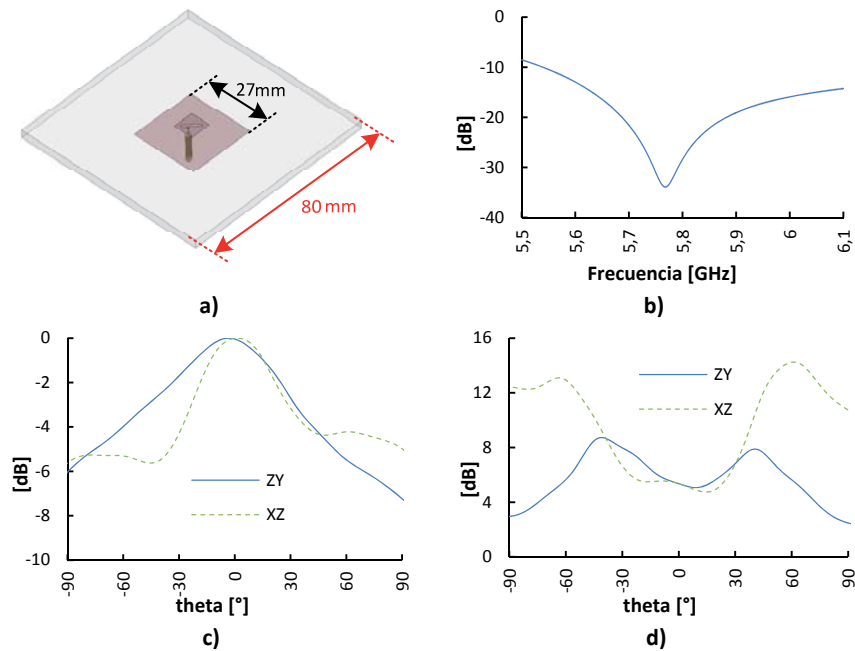 27mm
80 mm
a)
0
-10
-20
-30
-40
[dB]
5,5
5,6
5,7
5,8
5,9
6
6,1
Frecuencia [GHz]
b)
0
-2
-4
-6
-8
-10
[dB]
ZY
XZ
-90
-60
-30
0
30
60
90
theta [°]
c)
16
12
8
4
0
[dB]
ZY
XZ
-90
-60
-30
0
30
60
90
theta [°]
d)